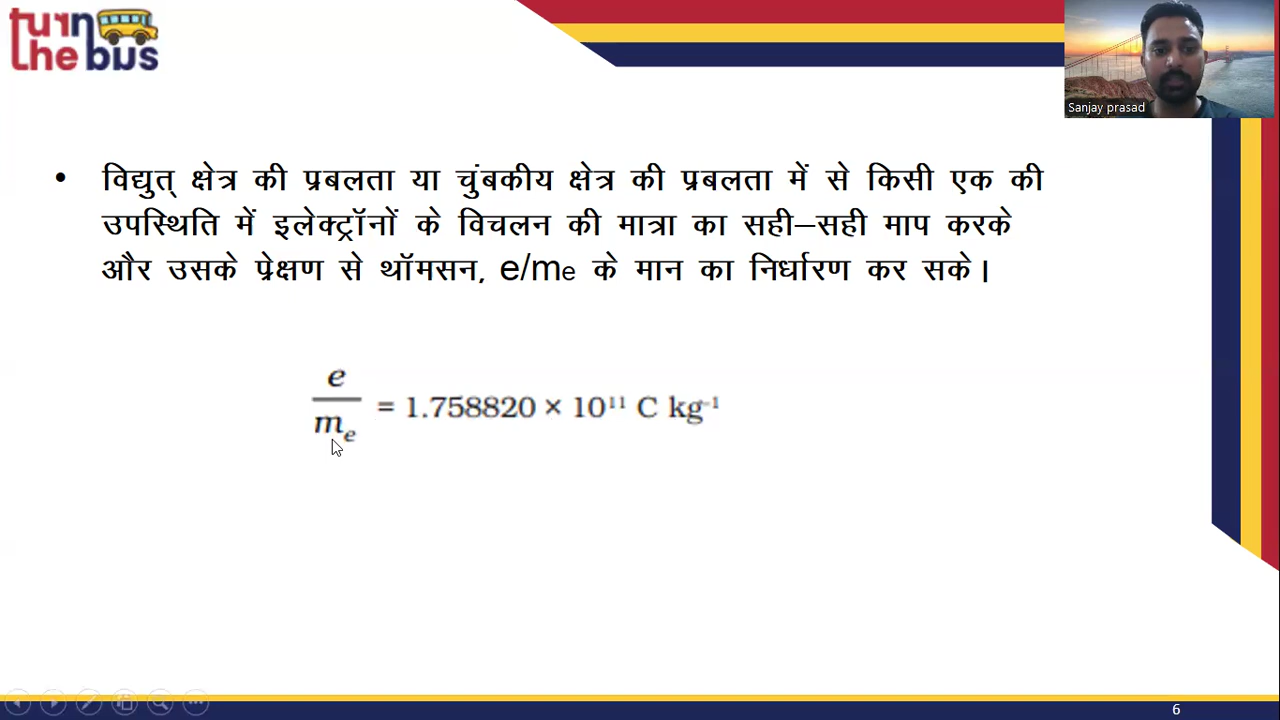 turn
the bus
Sanjay prasad
• विद्युत् क्षेत्र की प्रबलता या चुंबकीय क्षेत्र की प्रबलता में से किसी एक की
उपस्थिति में इलेक्ट्रॉनों के विचलन की मात्रा का सही–सही माप करके
और उसके प्रेक्षण से थॉमसन, e/me के मान का निर्धारण कर सके।
e/mₑ = 1.758820 × 10¹¹ C kg⁻¹
6